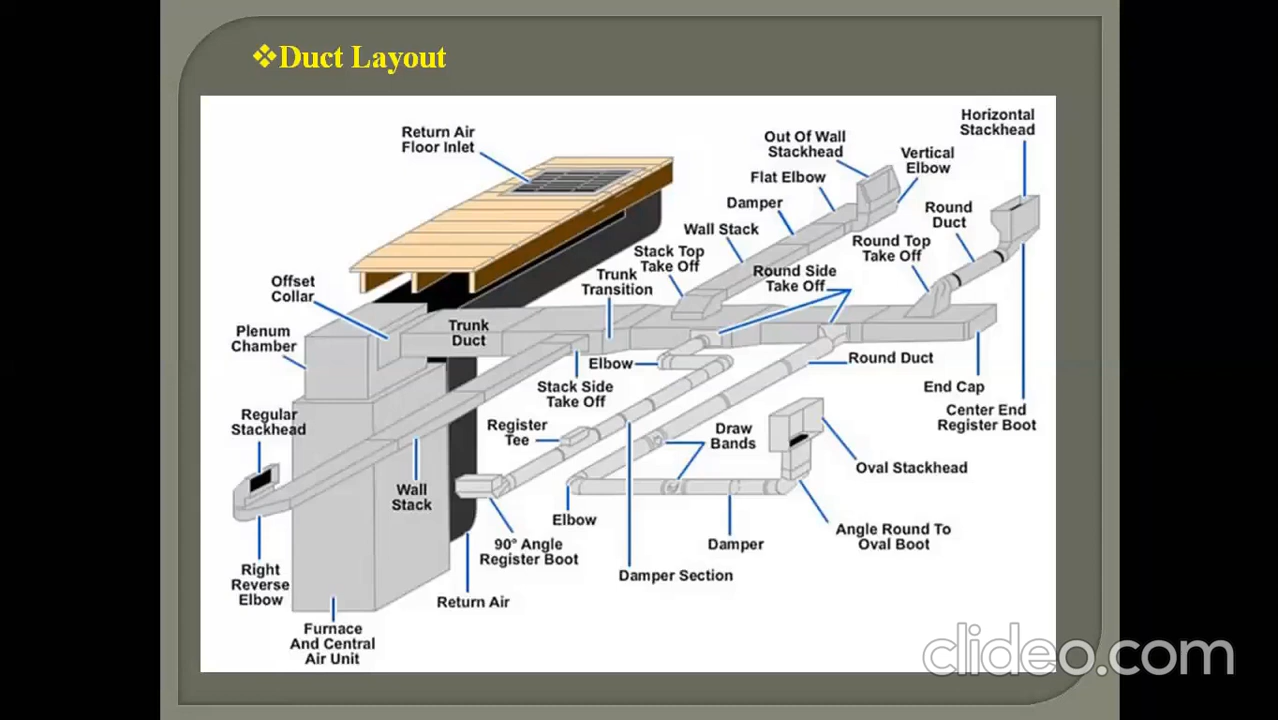 ❖Duct Layout
Return Air
Floor Inlet
Out Of Wall
Stackhead
Horizontal
Stackhead
Vertical
Elbow
Flat Elbow
Damper
Round
Duct
Wall Stack
Round Top
Take Off
Stack Top
Take Off
Round Side
Take Off
Trunk
Transition
Offset
Collar
Plenum
Chamber
Trunk
Duct
Elbow
Round Duct
Stack Side
Take Off
End Cap
Center End
Register Boot
Regular
Stackhead
Register
Tee
Draw
Bands
Oval Stackhead
Wall
Stack
Elbow
Angle Round To
Oval Boot
90° Angle
Register Boot
Damper
Damper Section
Right
Reverse
Elbow
Return Air
Furnace
And Central
Air Unit
clideo.com